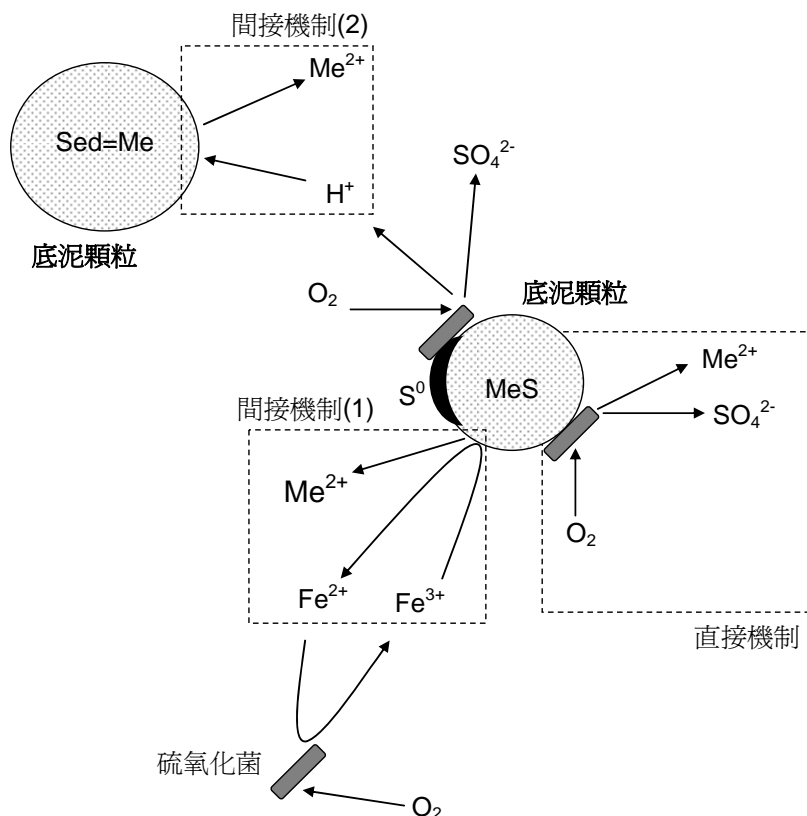 間接機制(2)
Me²⁺
Sed=Me
H⁺
底泥顆粒
SO₄²⁻
O₂
底泥顆粒
S⁰
MeS
Me²⁺
SO₄²⁻
O₂
間接機制(1)
Me²⁺
Fe²⁺
Fe³⁺
直接機制
硫氧化菌
O₂